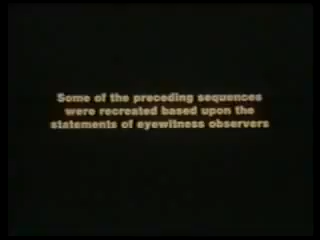 Some of the preceding sequences
were recreated based upon the
statements of eyewitness observers